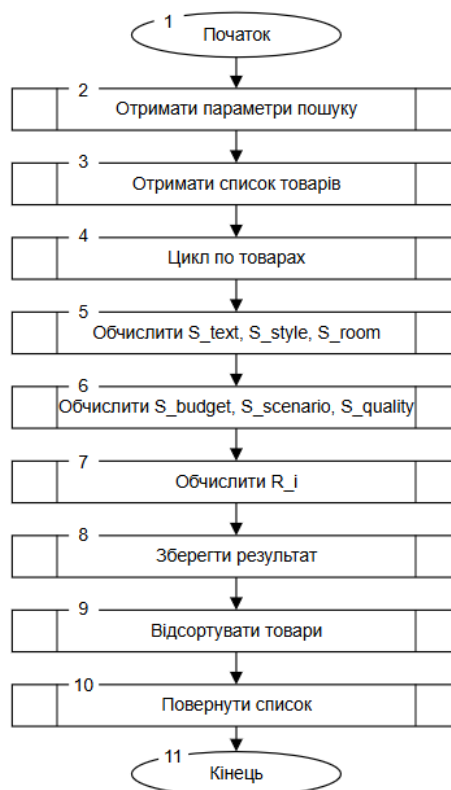 1
Початок
2
Отримати параметри пошуку
3
Отримати список товарів
4
Цикл по товарах
5
Обчислити S_text, S_style, S_room
6
Обчислити S_budget, S_scenario, S_quality
7
Обчислити R_i
8
Зберегти результат
9
Відсортувати товари
10
Повернути список
11
Кінець